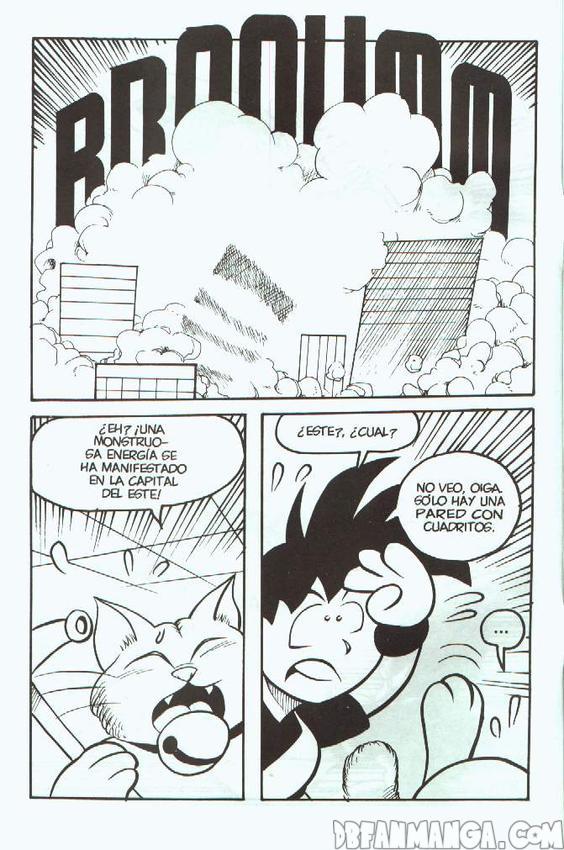 BROOUMM
¿EH? ¡UNA
MONSTRUO-
SA ENERGÍA SE
HA MANIFESTADO
EN LA CAPITAL
DEL ESTE!
¿ESTE?, ¿CUAL?
NO VEO, OIGA,
SÓLO HAY UNA
PARED CON
CUADRITOS.
...
DBFANMANGA.COM